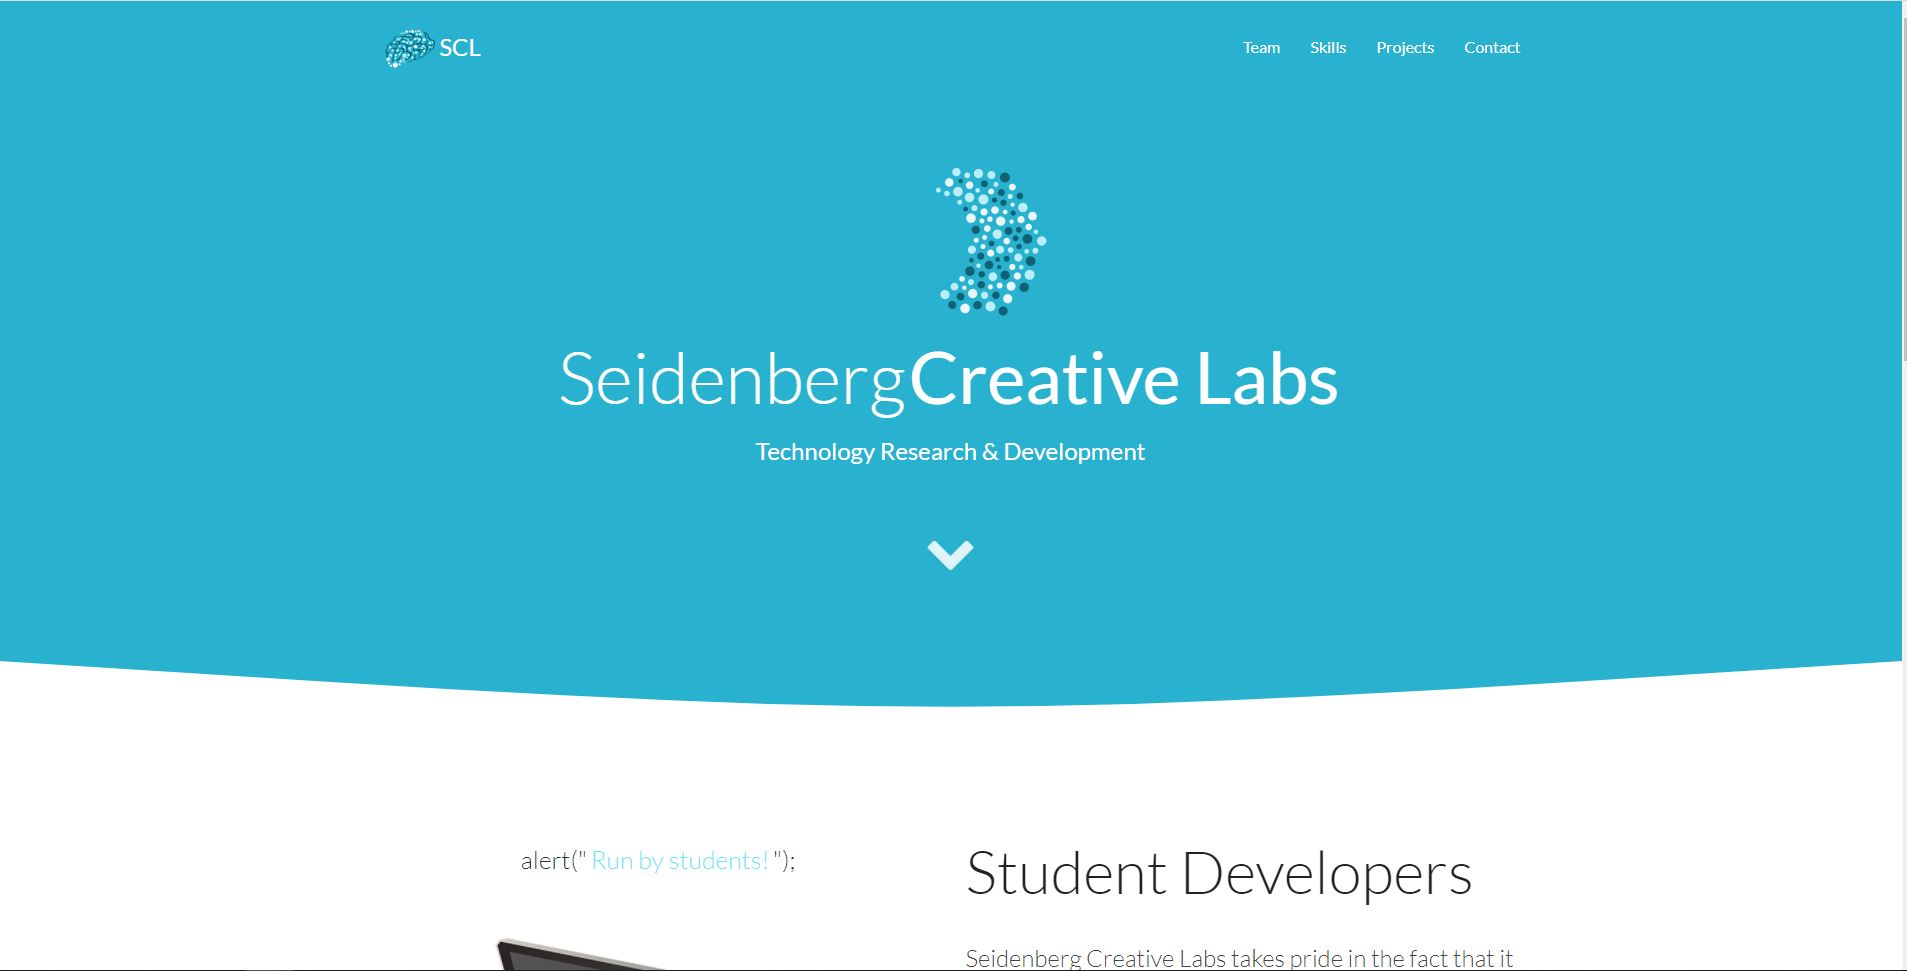 SCL
Team Skills Projects Contact
SeidenbergCreative Labs
Technology Research & Development
alert(" Run by students! ");
Student Developers
Seidenberg Creative Labs takes pride in the fact that it